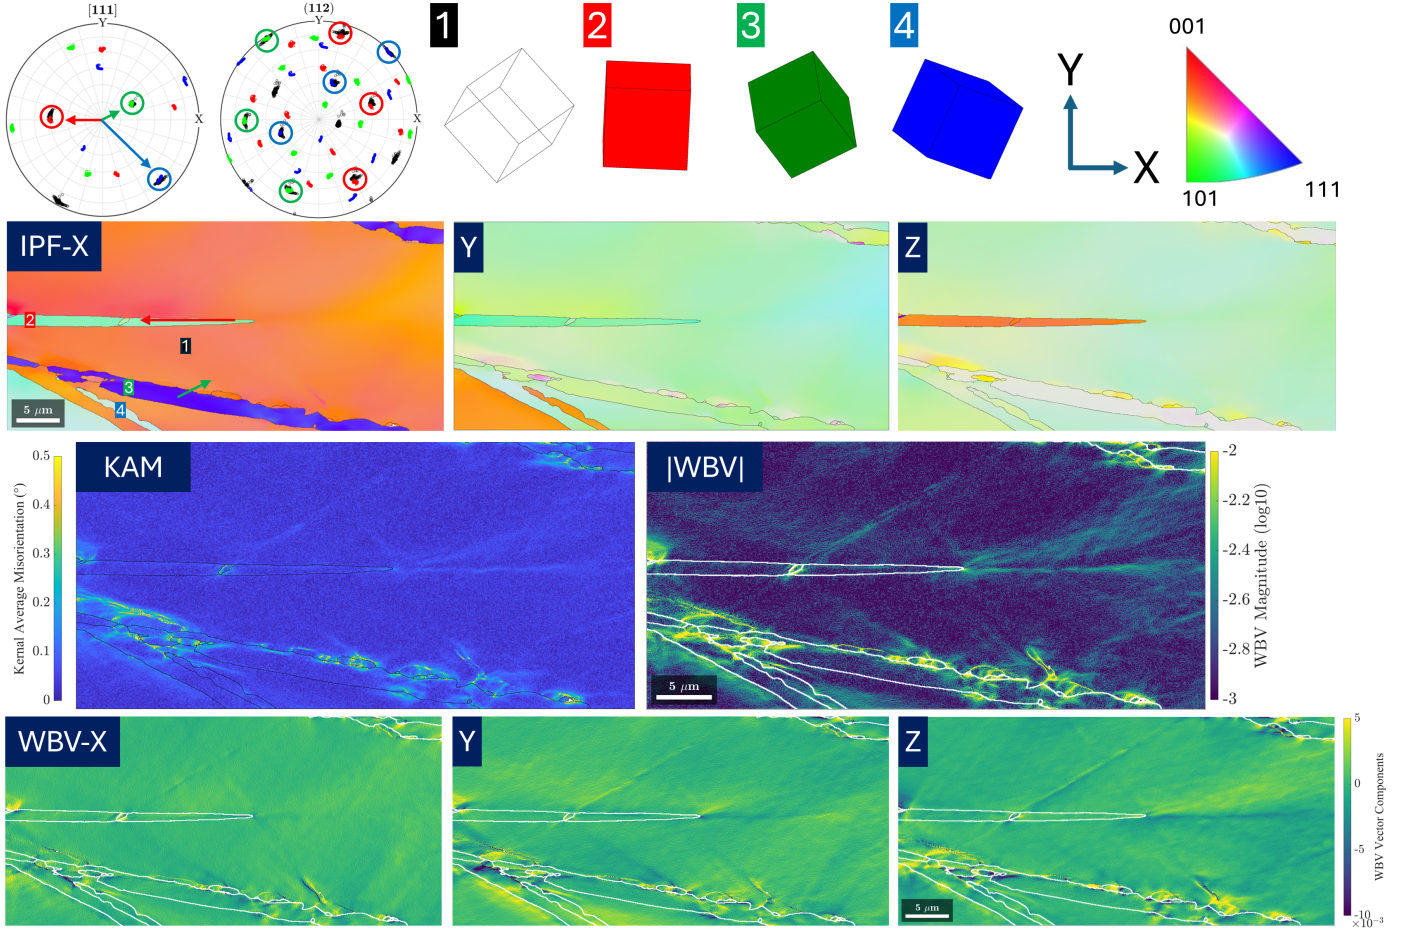 [111]
Y
X
(112)
Y
X
1
2
3
4
Y
X
001
101
111
IPF-X
2
1
3
4
5 μm
Y
Z
KAM
Kernal Average Misorientation (°)
0.5
0.4
0.3
0.2
0.1
0
|WBV|
5 μm
-2
-2.2
-2.4
-2.6
-2.8
-3
WBV Magnitude (log10)
WBV-X
Y
Z
5 μm
5
0
-5
-10
×10⁻³
WBV Vector Components